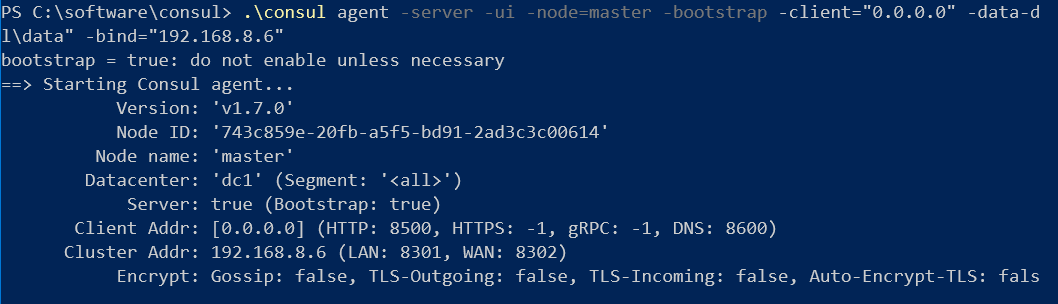 PS C:\software\consul> .\consul agent -server -ui -node=master -bootstrap -client="0.0.0.0" -data-d
l\data" -bind="192.168.8.6"
bootstrap = true: do not enable unless necessary
==> Starting Consul agent...
Version: 'v1.7.0'
Node ID: '743c859e-20fb-a5f5-bd91-2ad3c3c00614'
Node name: 'master'
Datacenter: 'dc1' (Segment: '<all>')
Server: true (Bootstrap: true)
Client Addr: [0.0.0.0] (HTTP: 8500, HTTPS: -1, gRPC: -1, DNS: 8600)
Cluster Addr: 192.168.8.6 (LAN: 8301, WAN: 8302)
Encrypt: Gossip: false, TLS-Outgoing: false, TLS-Incoming: false, Auto-Encrypt-TLS: fals